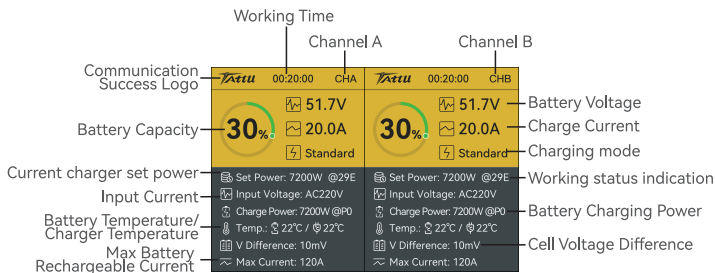 Working Time
Channel A
Channel B
Communication
Success Logo
TATTU 00:20:00 CHA
TATTU 00:20:00 CHB
30%
51.7V
20.0A
Standard
30%
51.7V
20.0A
Standard
Battery Capacity
Battery Voltage
Charge Current
Charging mode
Current charger set power
Input Current
Battery Temperature/
Charger Temperature
Max Battery
Rechargeable Current
Set Power: 7200W @29E
Input Voltage: AC220V
Charge Power: 7200W @P0
Temp.: 22℃ / 22℃
V Difference: 10mV
Max Current: 120A
Set Power: 7200W @29E
Input Voltage: AC220V
Charge Power: 7200W @P0
Temp.: 22℃ / 22℃
V Difference: 10mV
Max Current: 120A
Working status indication
Battery Charging Power
Cell Voltage Difference